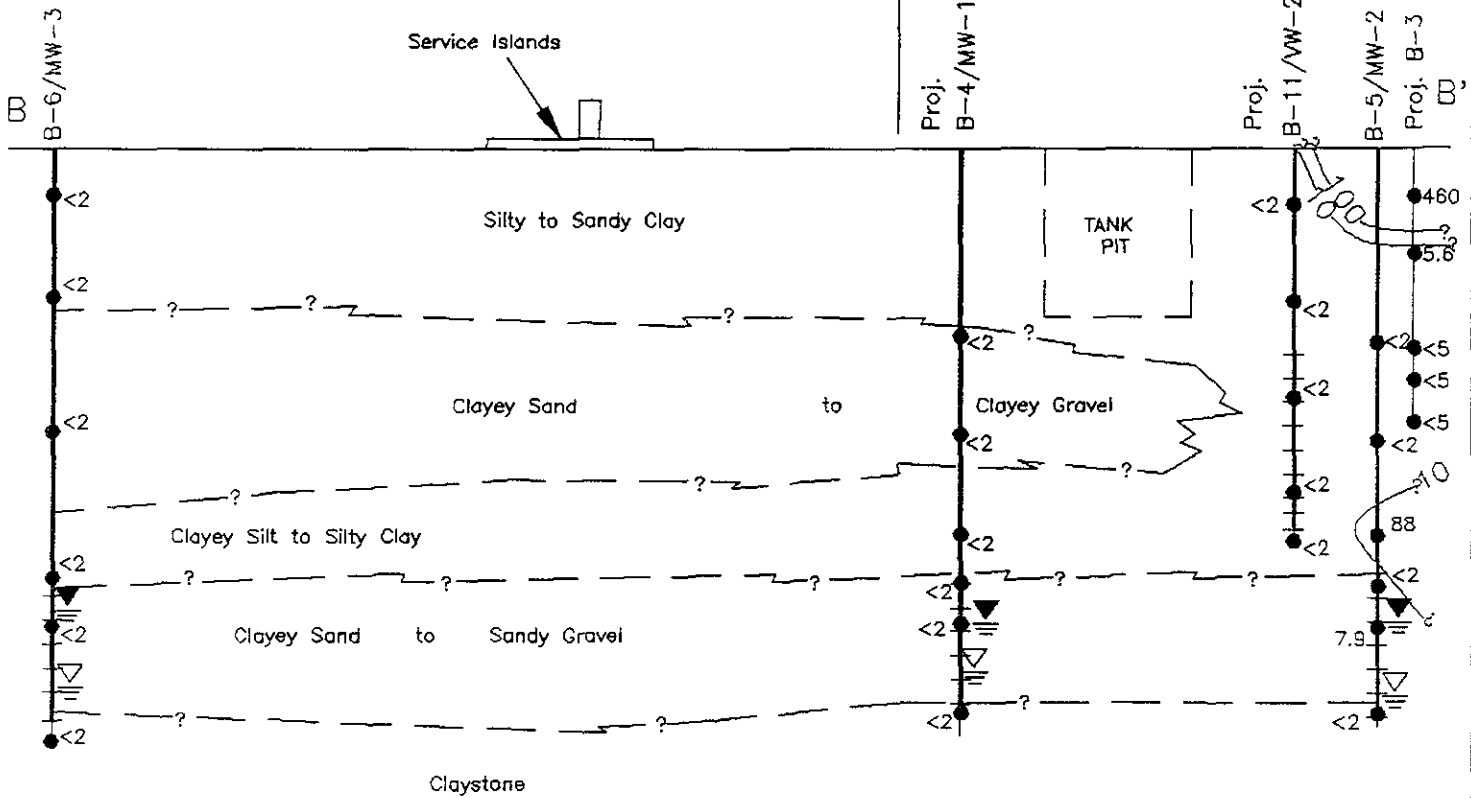 B
B-6/MW-3
Service Islands
Proj.
B-4/MW-1
Proj.
B-11/VW-2
B-5/MW-2
Proj. B-3
B'
<2
Silty to Sandy Clay
TANK
PIT
<2
100
460
?
?
5.6
<2
?
?
?
?
<2
<2
<2
<5
<5
<2
Clayey Sand to Clayey Gravel
<2
<5
<2
<2
?
?
?
<2
?10
Clayey Silt to Silty Clay
<2
<2
88
<2
?
?
?
?
?
<2
<2
<2
Clayey Sand to Sandy Gravel
<2
7.9
?
?
?
?
<2
<2
<2
Claystone